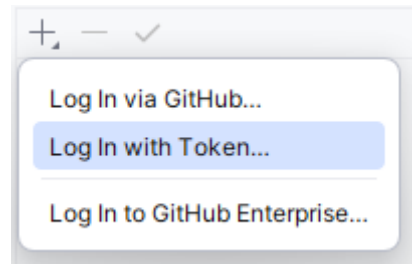 Log In via GitHub...
Log In with Token...
Log In to GitHub Enterprise...